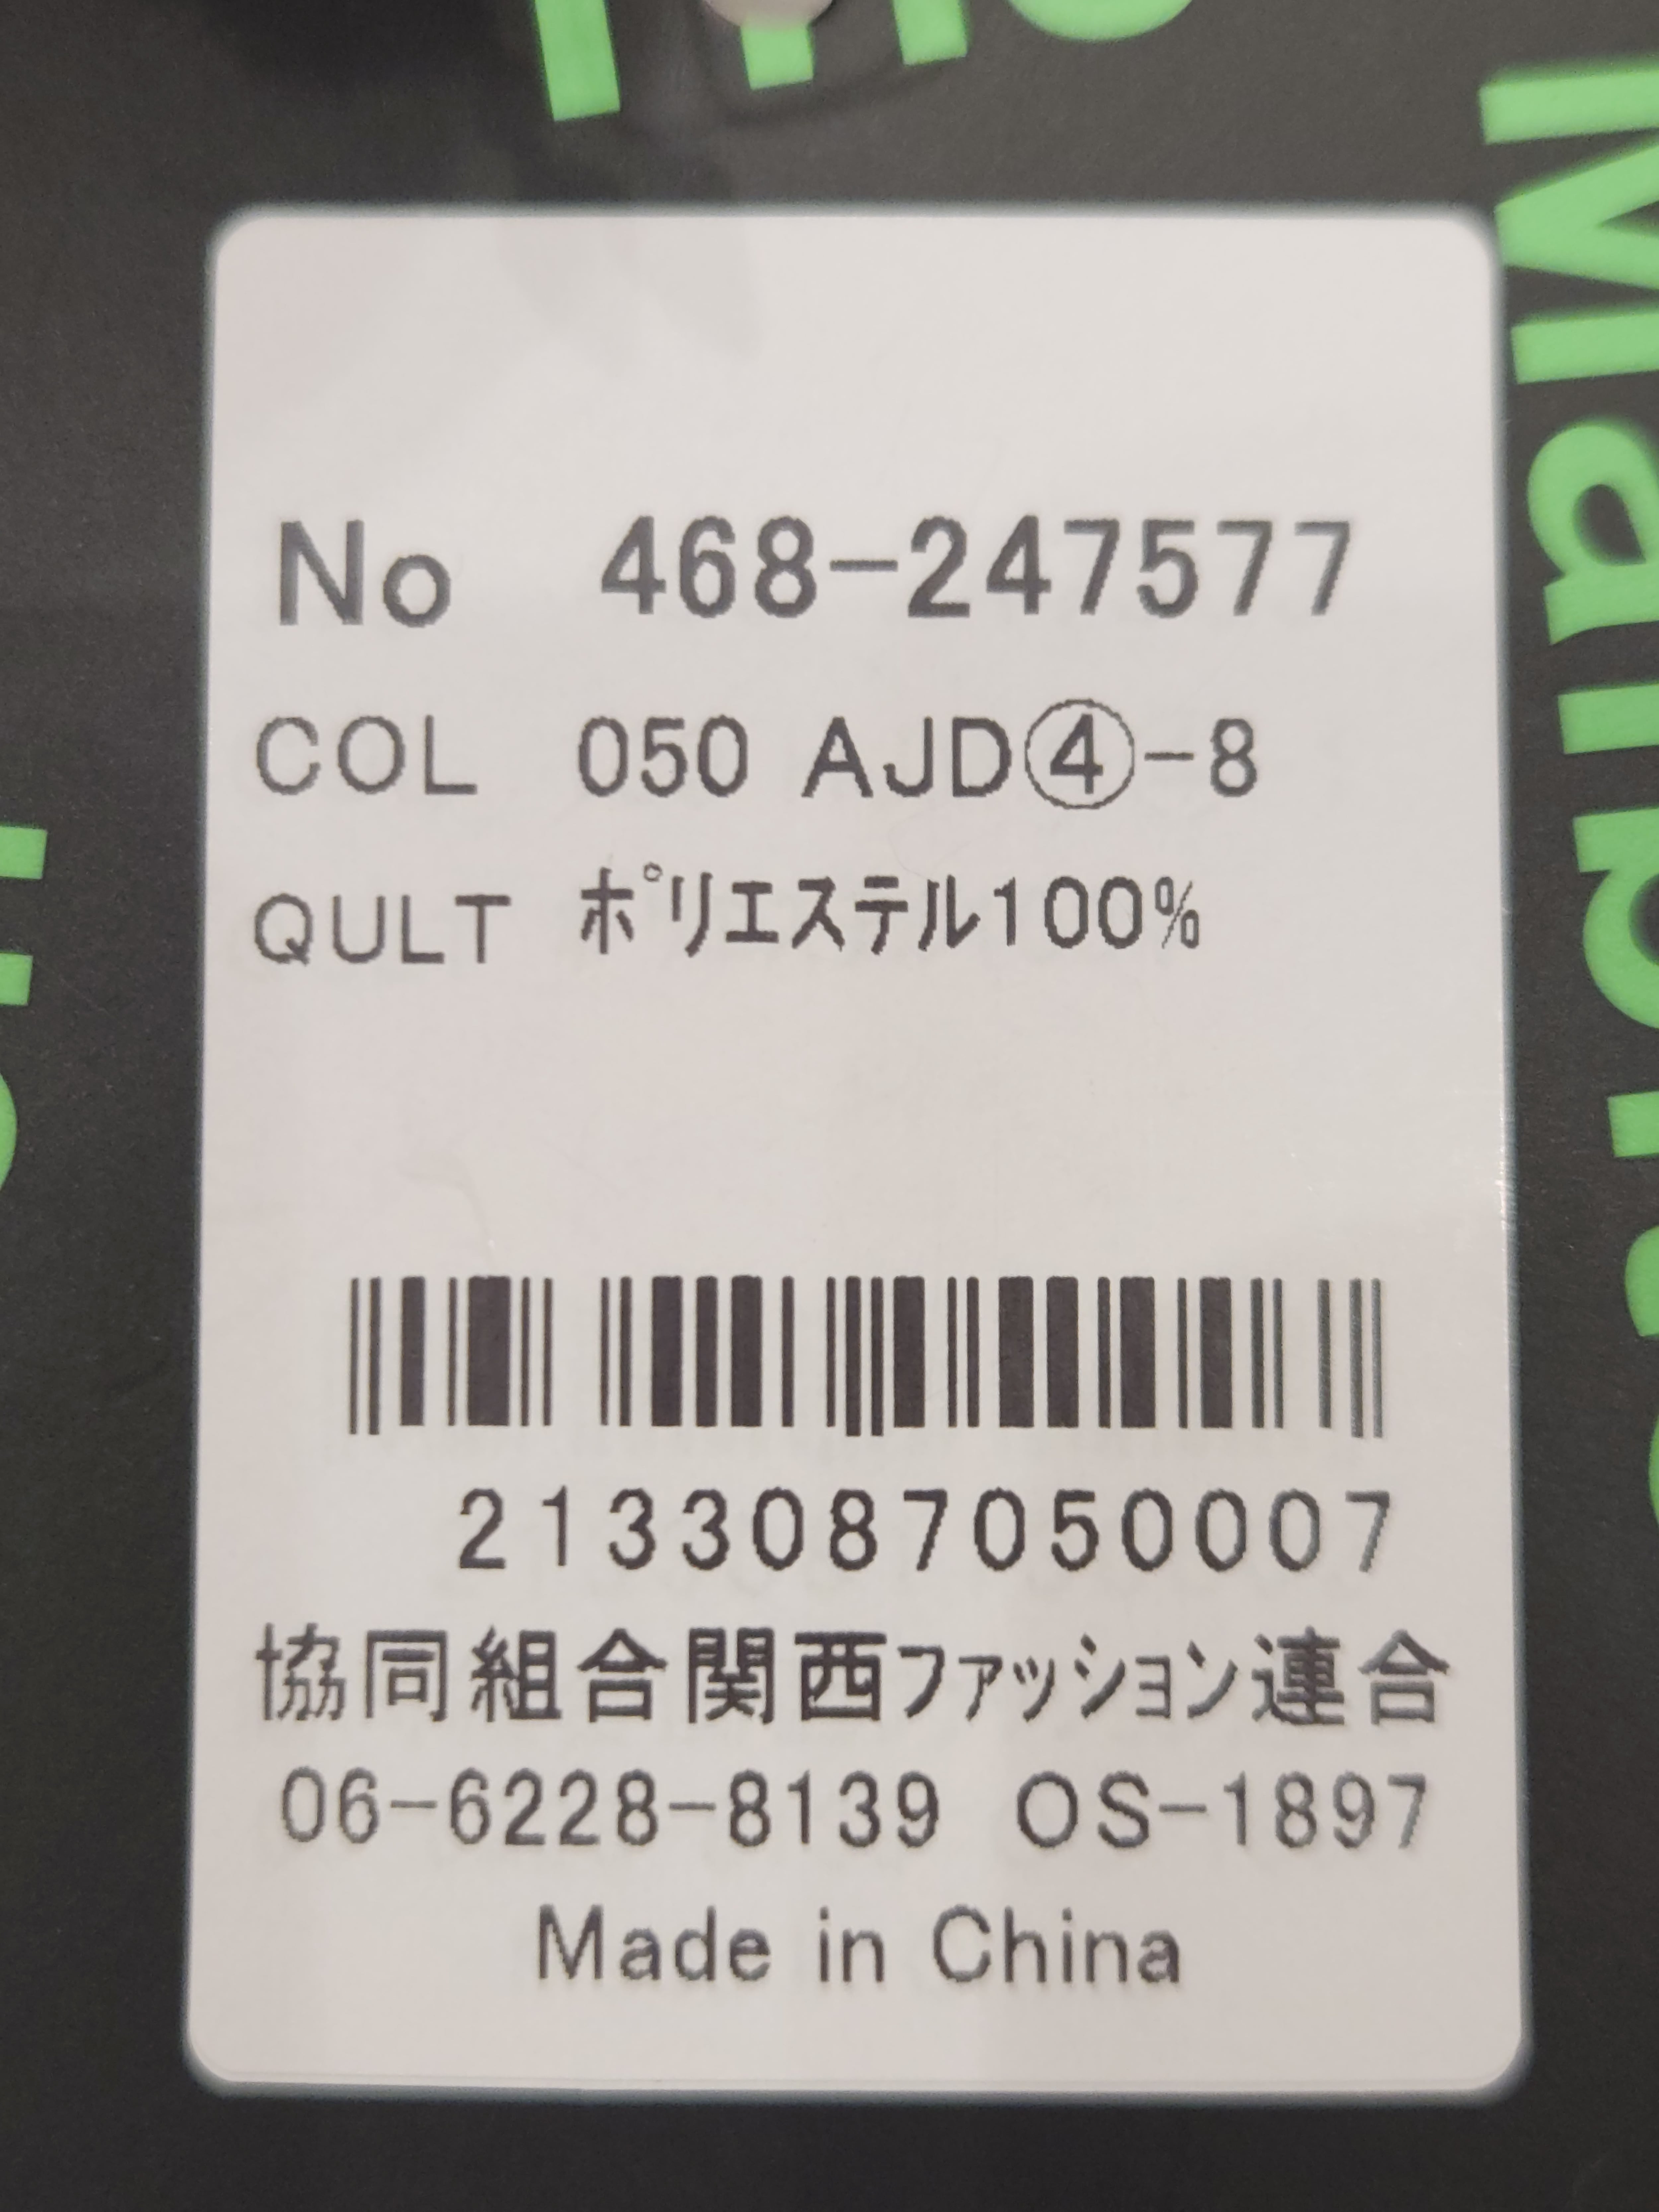 No 468-247577
COL 050 AJD④-8
QULT ﾎﾟﾘｴｽﾃﾙ100%
2133087050007
協同組合関西ﾌｧｯｼｮﾝ連合
06-6228-8139 OS-1897
Made in China